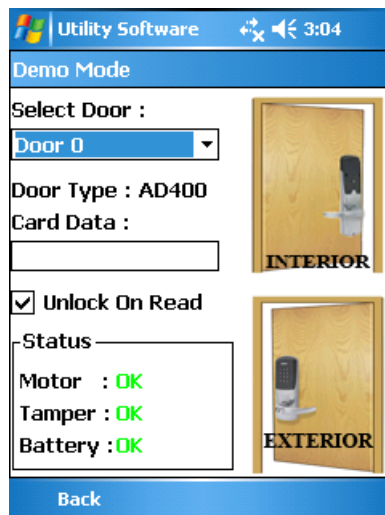 Utility Software 3:04
Demo Mode
Select Door :
Door 0
Door Type : AD400
Card Data :
INTERIOR
Unlock On Read
Status
Motor : OK
Tamper : OK
Battery : OK
EXTERIOR
Back